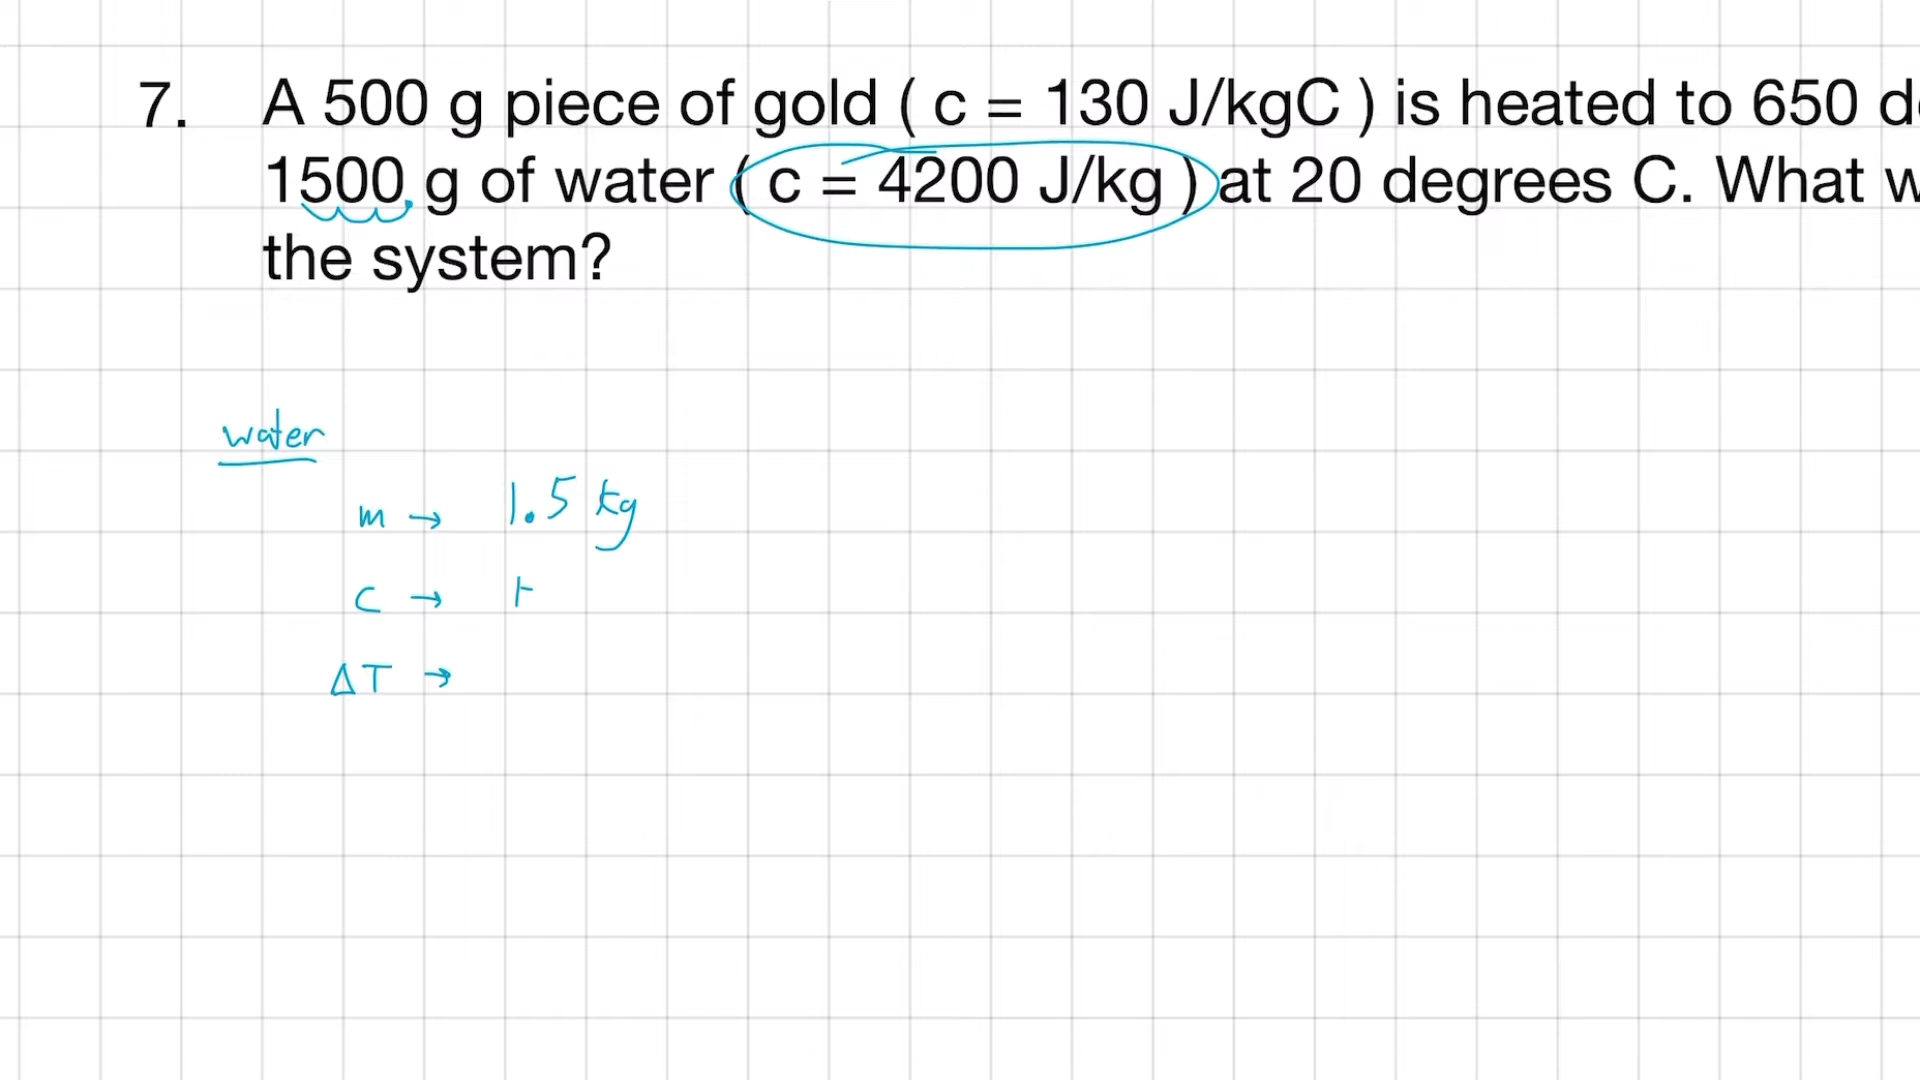 7. A 500 g piece of gold ( c = 130 J/kgC ) is heated to 650
1500 g of water ( c = 4200 J/kg ) at 20 degrees C. What
the system?
water
m → 1.5 kg
c →
ΔT →